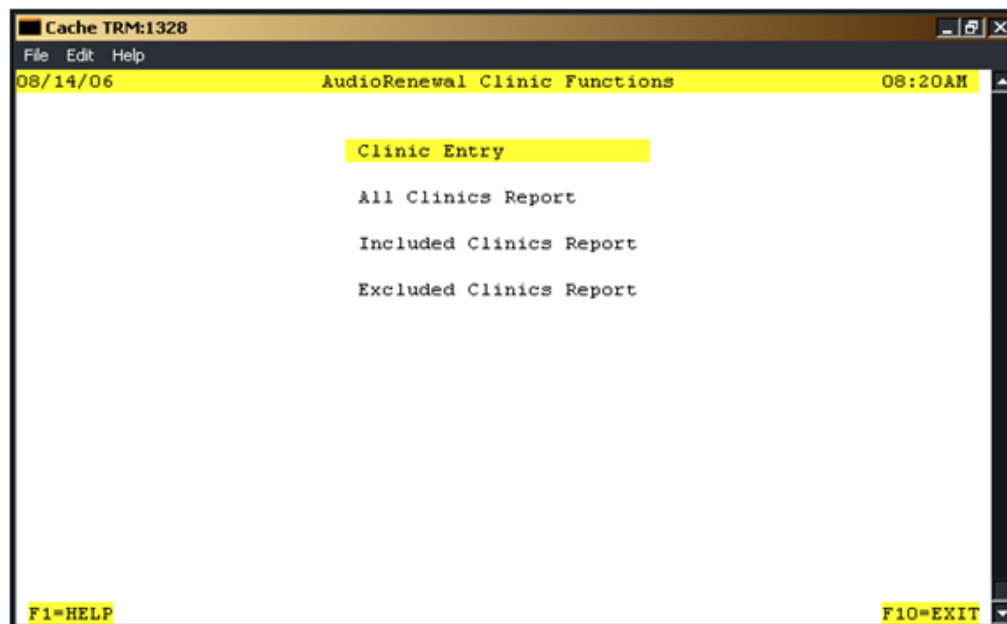 Cache TRM:1328
File Edit Help
08/14/06 AudioRenewal Clinic Functions 08:20AM
Clinic Entry
All Clinics Report
Included Clinics Report
Excluded Clinics Report
F1=HELP F10=EXIT